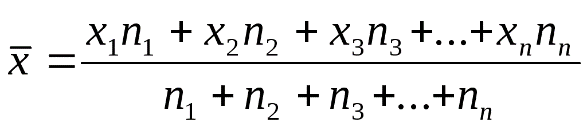 x̄ = (x₁n₁ + x₂n₂ + x₃n₃ +...+ xₙnₙ) / (n₁ + n₂ + n₃ +...+ nₙ)